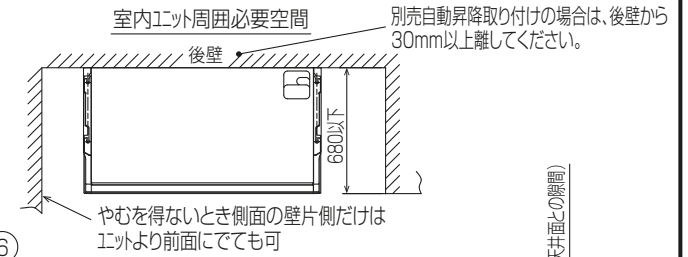 室内ユニット周囲必要空間
別売自動昇降取り付けの場合は、後壁から
30mm以上離してください。
後壁
680以下
天井面との隙間)
やむを得ないとき側面の壁片側だけは
ユニットより前面にでても可